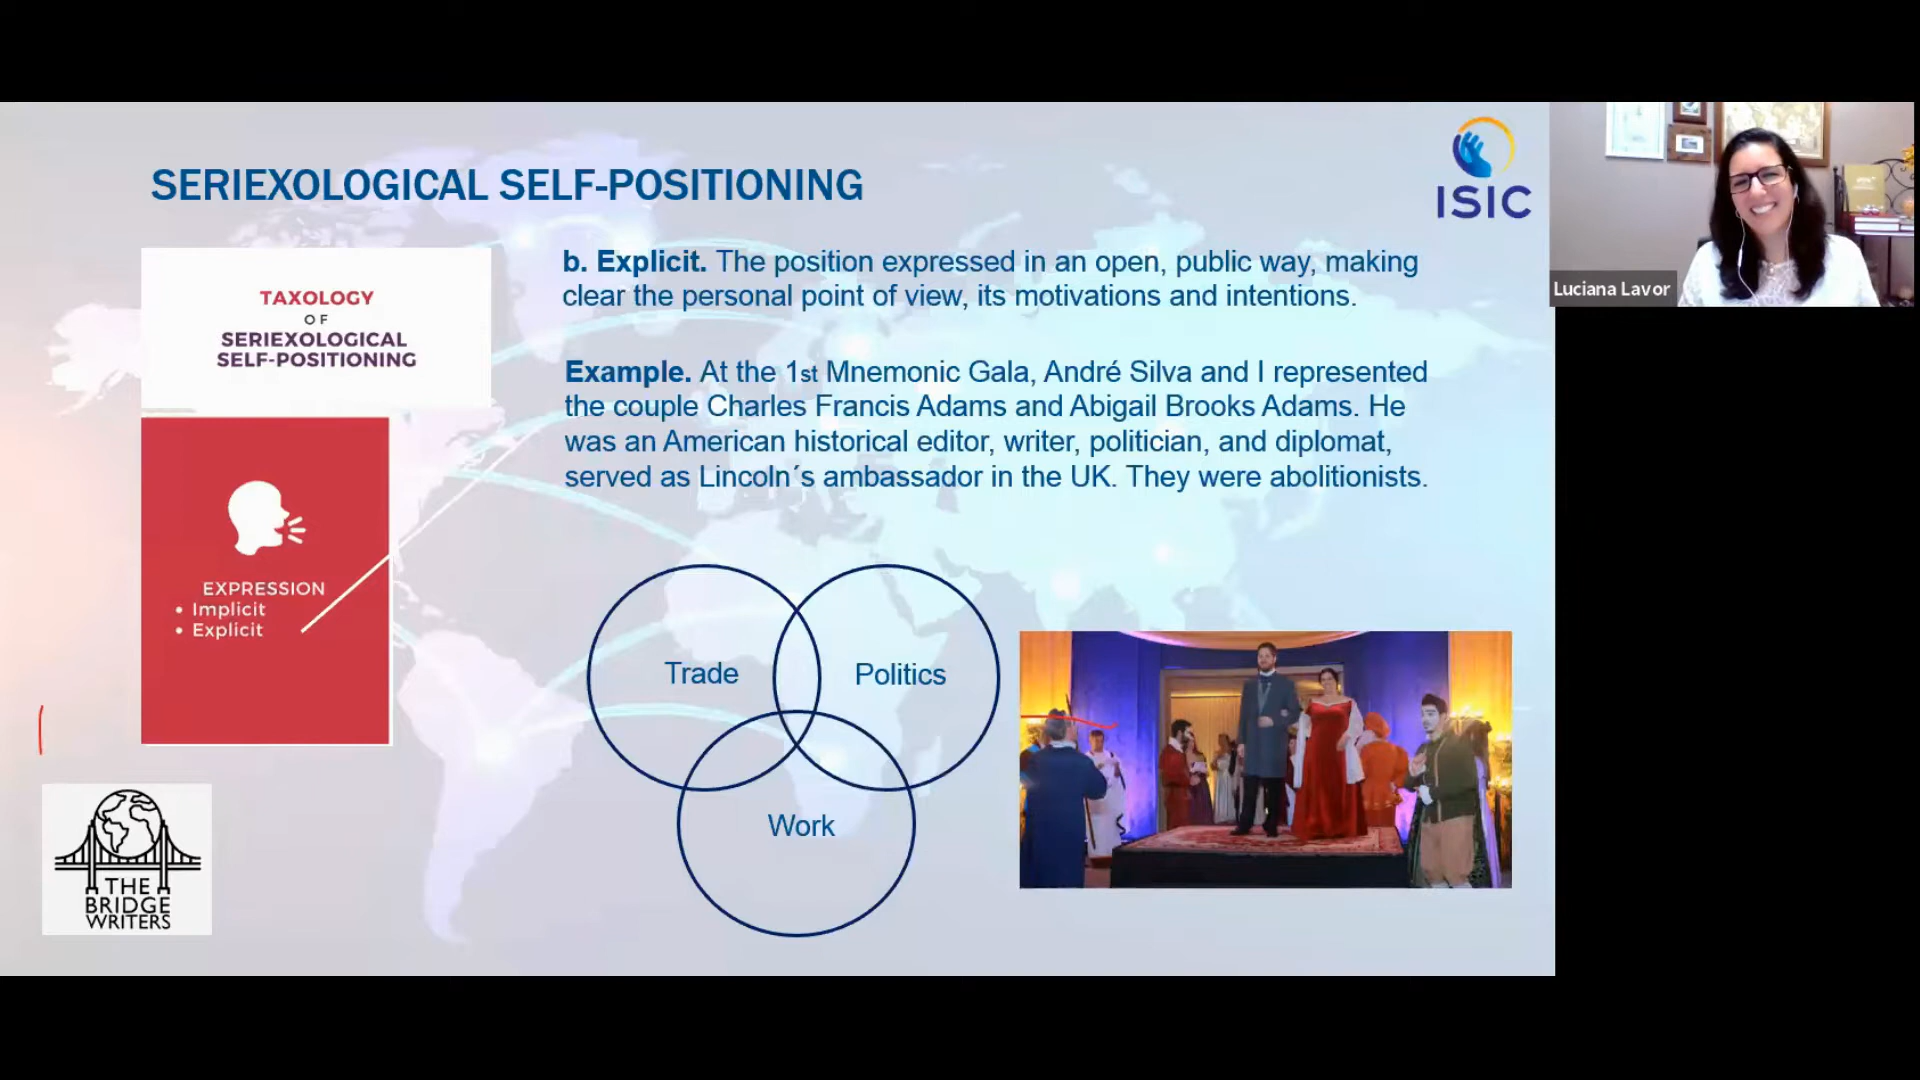 SERIEXOLOGICAL SELF-POSITIONING
ISIC
Luciana Lavor
TAXOLOGY
OF
SERIEXOLOGICAL
SELF-POSITIONING
b. Explicit. The position expressed in an open, public way, making
clear the personal point of view, its motivations and intentions.
Example. At the 1st Mnemonic Gala, André Silva and I represented
the couple Charles Francis Adams and Abigail Brooks Adams. He
was an American historical editor, writer, politician, and diplomat,
served as Lincoln´s ambassador in the UK. They were abolitionists.
EXPRESSION
• Implicit
• Explicit
Trade
Politics
Work
THE
BRIDGE
WRITERS